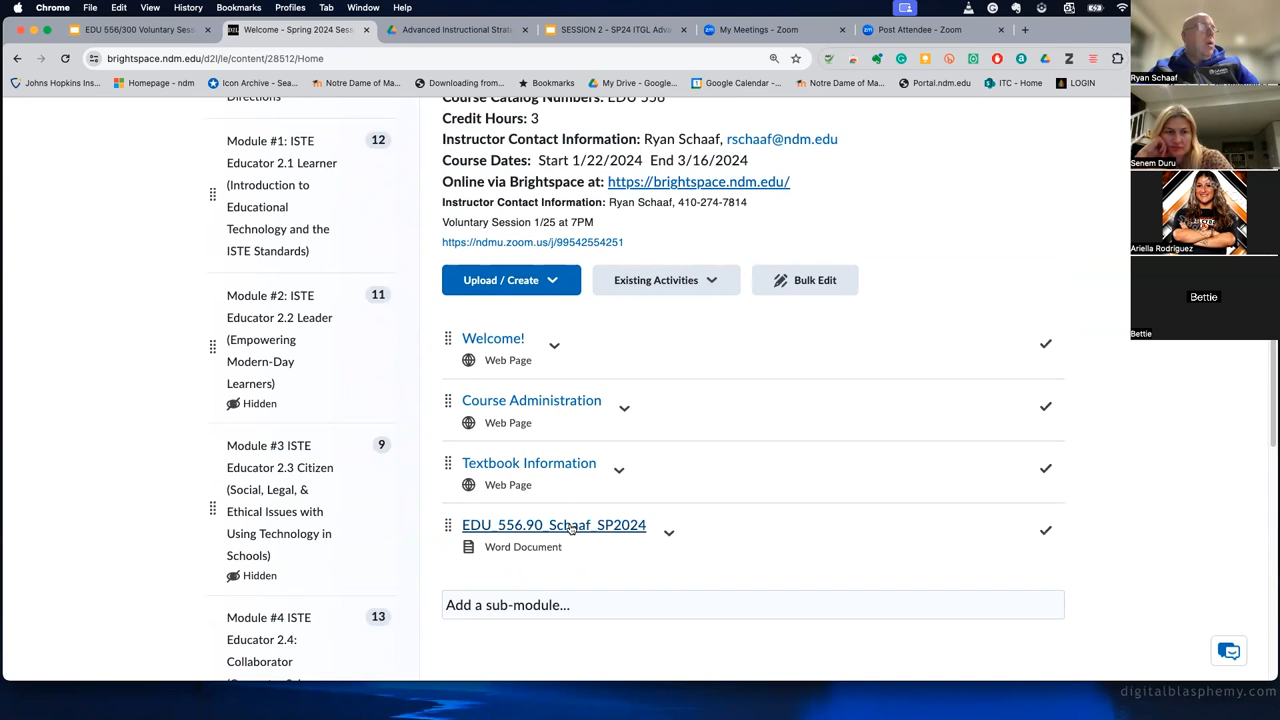 Chrome File Edit View History Bookmarks Profiles Tab Window Help
EDU 556/300 Voluntary Sess
Welcome - Spring 2024 Sess
Advanced Instructional Strate
SESSION 2 - SP24 ITGL Adva
My Meetings - Zoom
Post Attendee - Zoom
brightspace.ndm.edu/d2l/le/content/28512/Home
Johns Hopkins Ins...
Homepage - ndm
Icon Archive - Sea...
Notre Dame of Ma...
Downloading from...
Bookmarks
My Drive - Google...
Google Calendar -...
Notre Dame of Ma...
Portal.ndm.edu
ITC - Home
LOGIN
Directions
Module #1: ISTE
Educator 2.1 Learner
(Introduction to
Educational
Technology and the
ISTE Standards)
12
Module #2: ISTE
Educator 2.2 Leader
(Empowering
Modern-Day
Learners)
Hidden
11
Module #3 ISTE
Educator 2.3 Citizen
(Social, Legal, &
Ethical Issues with
Using Technology in
Schools)
Hidden
9
Module #4 ISTE
Educator 2.4:
Collaborator
13
Course Catalog Numbers: EDU 556
Credit Hours: 3
Instructor Contact Information: Ryan Schaaf, rschaaf@ndm.edu
Course Dates: Start 1/22/2024 End 3/16/2024
Online via Brightspace at: https://brightspace.ndm.edu/
Instructor Contact Information: Ryan Schaaf, 410-274-7814
Voluntary Session 1/25 at 7PM
https://ndmu.zoom.us/j/99542554251
Upload / Create
Existing Activities
Bulk Edit
Welcome!
Web Page
Course Administration
Web Page
Textbook Information
Web Page
EDU_556.90_Schaaf_SP2024
Word Document
Add a sub-module...
Ryan Schaaf
Senem Duru
Ariella Rodriguez
Bettie
Bettie
digitalblasphemy.com